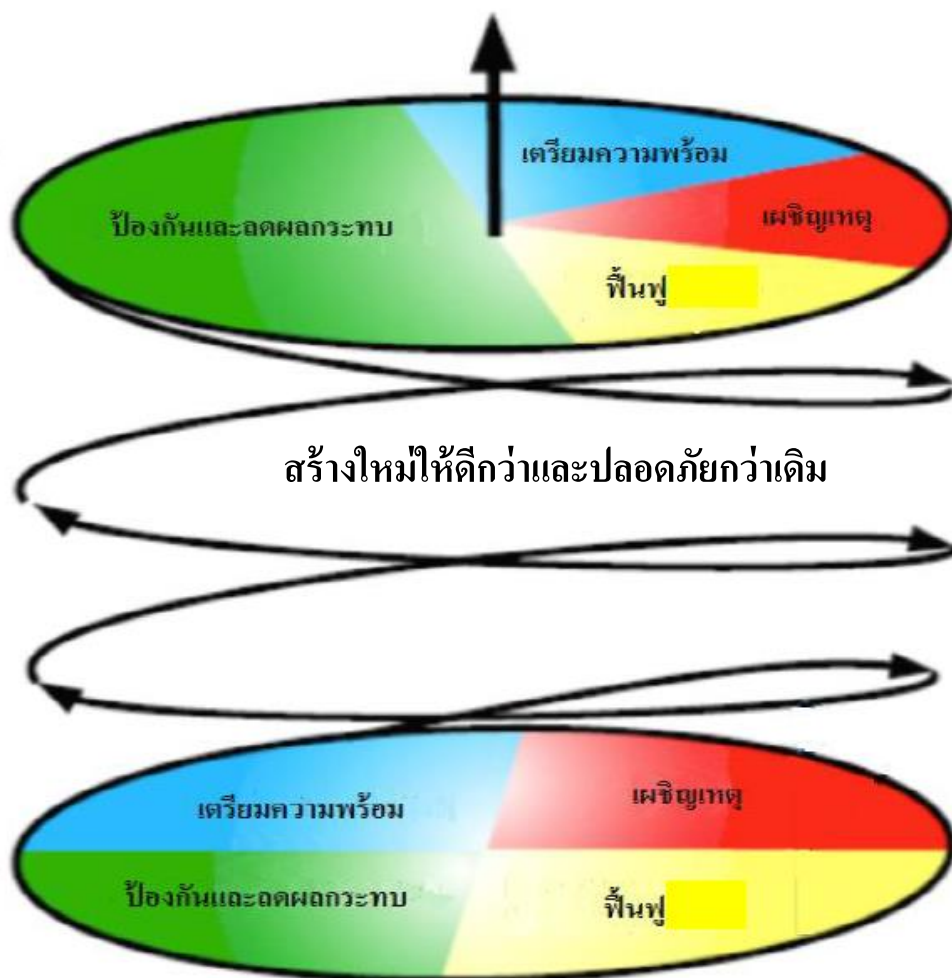 เตรียมความพร้อม
เผชิญเหตุ
ป้องกันและลดผลกระทบ
ฟื้นฟู
สร้างใหม่ให้ดีกว่าและปลอดภัยกว่าเดิม
เตรียมความพร้อม
เผชิญเหตุ
ป้องกันและลดผลกระทบ
ฟื้นฟู